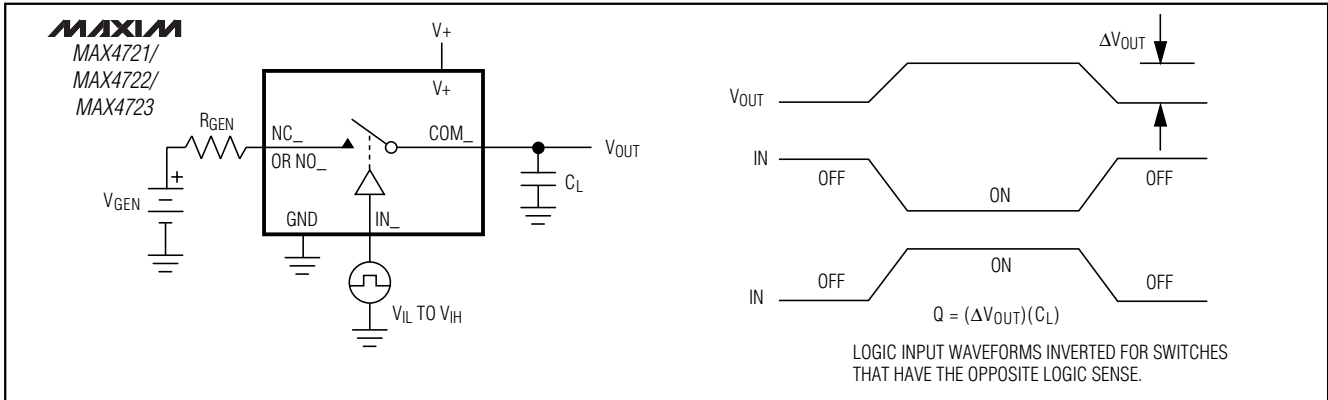 MAXIM
MAX4721/
MAX4722/
MAX4723
V+
V+
RGEN
NC_
OR NO_
COM_
VOUT
CL
+
VGEN
GND
IN_
VIL TO VIH
ΔVOUT
VOUT
IN
OFF
ON
OFF
IN
OFF
ON
OFF
Q = (ΔVOUT)(CL)
LOGIC INPUT WAVEFORMS INVERTED FOR SWITCHES
THAT HAVE THE OPPOSITE LOGIC SENSE.